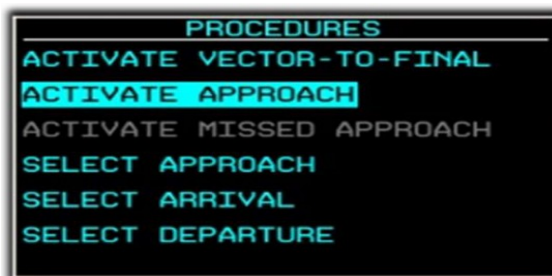 PROCEDURES
ACTIVATE VECTOR-TO-FINAL
ACTIVATE APPROACH
ACTIVATE MISSED APPROACH
SELECT APPROACH
SELECT ARRIVAL
SELECT DEPARTURE